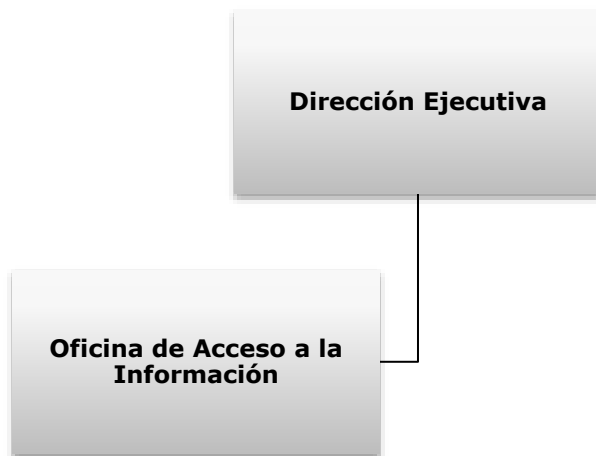 Dirección Ejecutiva
Oficina de Acceso a la
Información